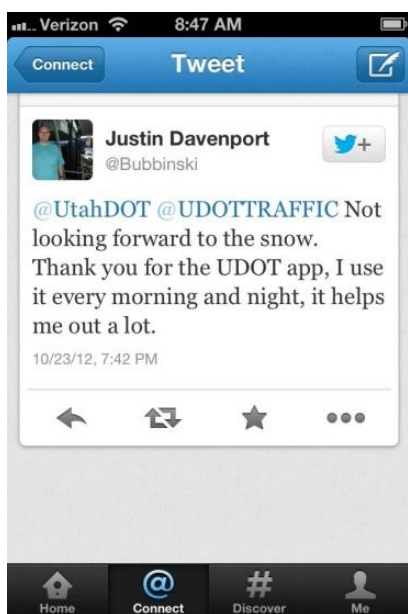 Verizon 8:47 AM
Connect Tweet
Justin Davenport
@Bubbinski
@UtahDOT @UDOTTRAFFIC Not
looking forward to the snow.
Thank you for the UDOT app, I use
it every morning and night, it helps
me out a lot.
10/23/12, 7:42 PM
Home @ Connect # Discover Me